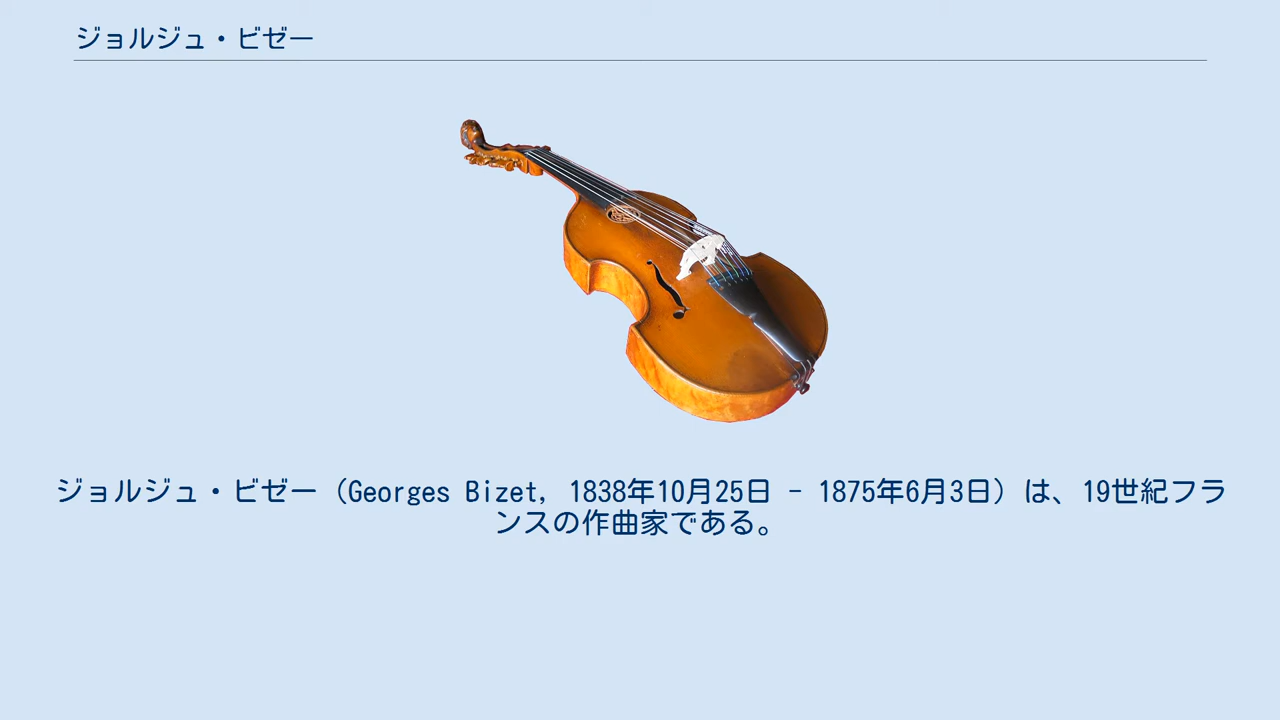 ジョルジュ・ビゼー
ジョルジュ・ビゼー（Georges Bizet, 1838年10月25日 - 1875年6月3日）は、19世紀フラ
ンスの作曲家である。